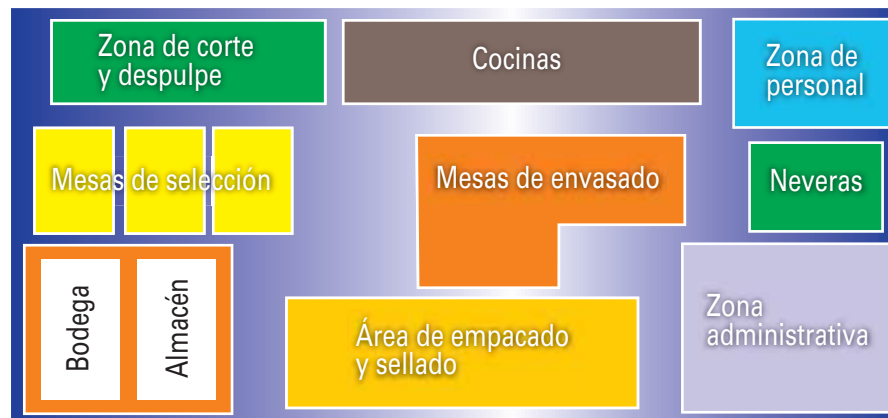 Zona de corte
y despulpe
Cocinas
Zona de
personal
Mesas de selección
Mesas de envasado
Neveras
Bodega
Almacén
Área de empacado
y sellado
Zona
administrativa